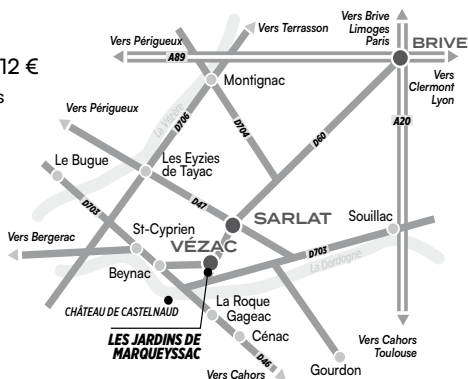 Vers Brive
Limoges
Paris
Vers Terrasson
BRIVE
Vers Périgueux
A89
12 €
s
Montignac
Vers
Clermont
Lyon
Vers Périgueux
La Vézère
D706
D704
D60
A20
Le Bugue
Les Eyzies
de Tayac
D47
D703
SARLAT
Souillac
St-Cyprien
VÉZAC
Vers Bergerac
D703
La Dordogne
Beynac
CHÂTEAU DE CASTELNAUD
La Roque
Gageac
LES JARDINS DE
MARQUEYSSAC
Cénac
D46
Vers Cahors
Gourdon
Vers Cahors
Toulouse